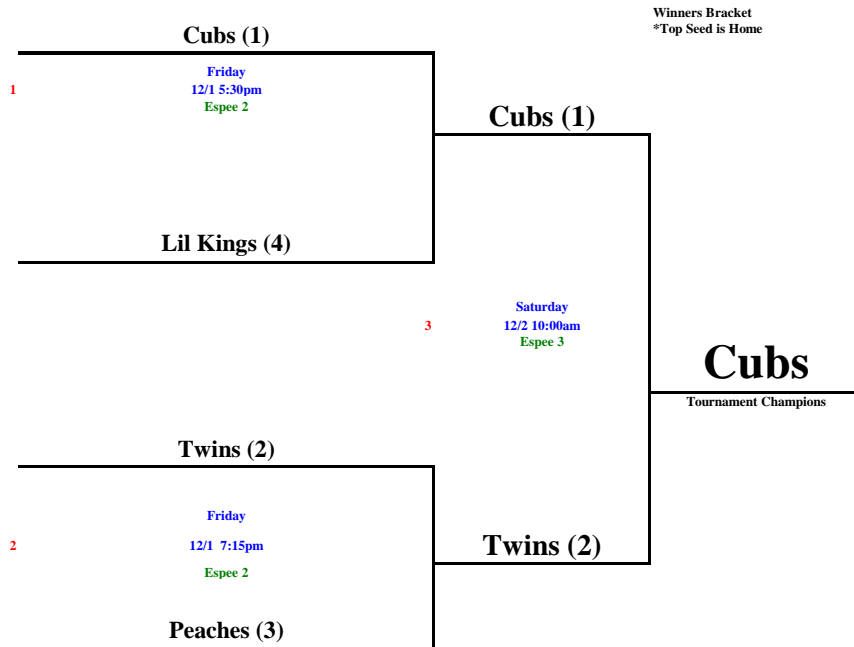 Winners Bracket
*Top Seed is Home
Cubs (1)
Friday
1
12/1 5:30pm
Espee 2
Cubs (1)
Lil Kings (4)
Saturday
3
12/2 10:00am
Espee 3
Cubs
Tournament Champions
Twins (2)
Friday
2
12/1 7:15pm
Twins (2)
Espee 2
Peaches (3)